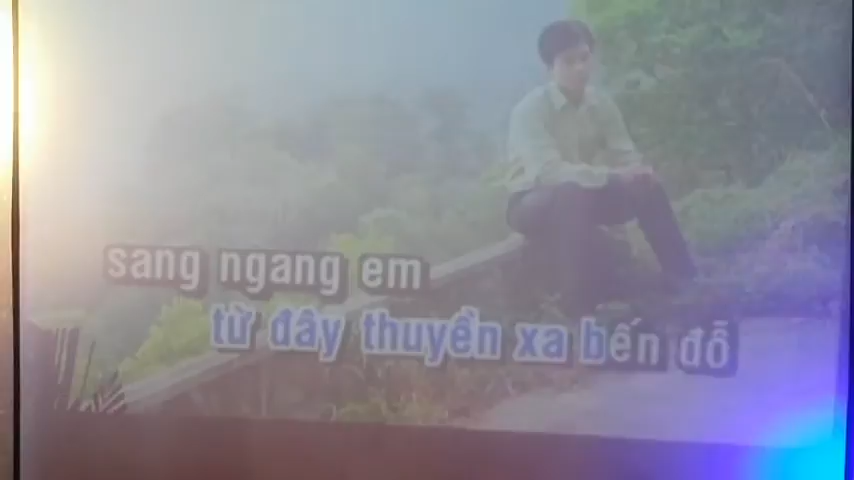 sang ngang em
từ đây thuyền xa bến đỗ